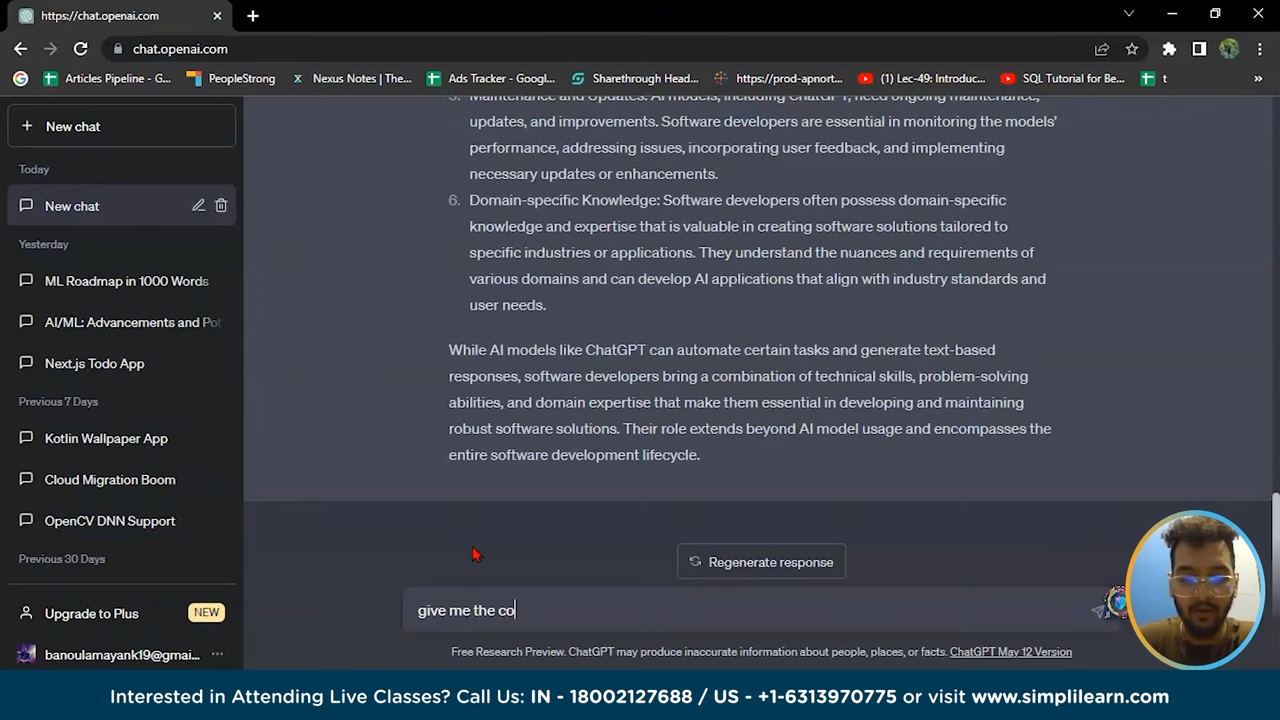 https://chat.openai.com
chat.openai.com
Articles Pipeline - G...
PeopleStrong
Nexus Notes | The...
Ads Tracker - Googl...
Sharethrough Head...
https://prod-apnort...
(1) Lec-49: Introduc...
SQL Tutorial for Be...
t
New chat
Today
New chat
Yesterday
ML Roadmap in 1000 Words
AI/ML: Advancements and Pot
Next.js Todo App
Previous 7 Days
Kotlin Wallpaper App
Cloud Migration Boom
OpenCV DNN Support
Previous 30 Days
Upgrade to Plus
NEW
banoulamayank19@gmai...
5. Maintenance and Updates: AI models, including ChatGPT, need ongoing maintenance,
updates, and improvements. Software developers are essential in monitoring the models'
performance, addressing issues, incorporating user feedback, and implementing
necessary updates or enhancements.
6. Domain-specific Knowledge: Software developers often possess domain-specific
knowledge and expertise that is valuable in creating software solutions tailored to
specific industries or applications. They understand the nuances and requirements of
various domains and can develop AI applications that align with industry standards and
user needs.
While AI models like ChatGPT can automate certain tasks and generate text-based
responses, software developers bring a combination of technical skills, problem-solving
abilities, and domain expertise that make them essential in developing and maintaining
robust software solutions. Their role extends beyond AI model usage and encompasses the
entire software development lifecycle.
Regenerate response
give me the co
Free Research Preview. ChatGPT may produce inaccurate information about people, places, or facts. ChatGPT May 12 Version
Interested in Attending Live Classes? Call Us: IN - 18002127688 / US - +1-6313970775 or visit www.simplilearn.com